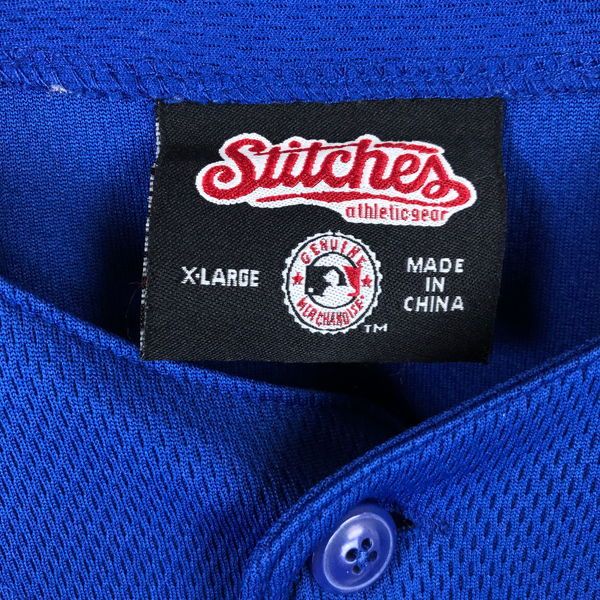 Stitches
athletic gear
GENUINE
MERCHANDISE
X-LARGE
MADE
IN
CHINA
TM